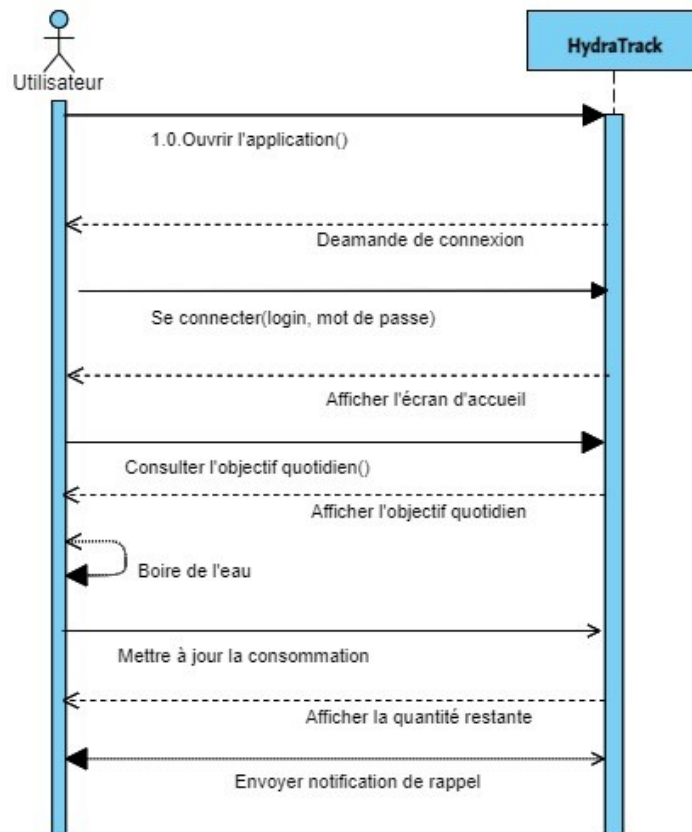 Utilisateur
HydraTrack
1.0.Ouvrir l'application()
Deamande de connexion
Se connecter(login, mot de passe)
Afficher l'écran d'accueil
Consulter l'objectif quotidien()
Afficher l'objectif quotidien
Boire de l'eau
Mettre à jour la consommation
Afficher la quantité restante
Envoyer notification de rappel